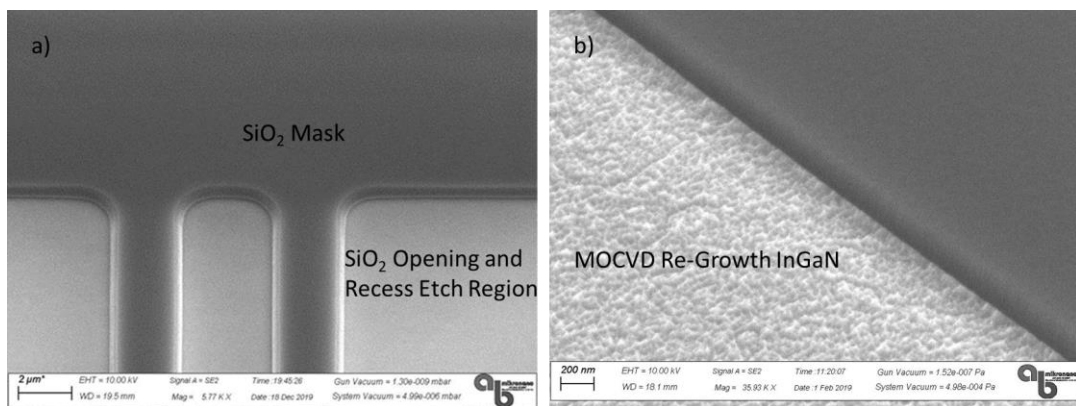 a)
SiO₂ Mask
SiO₂ Opening and
Recess Etch Region
2 µm*
EHT = 10.00 kV
Signal A = SE2
Time :19:45:26
Gun Vacuum = 1.30e-009 mbar
WD = 19.5 mm
Mag = 5.77 K X
Date :18 Dec 2019
System Vacuum = 4.99e-006 mbar
mikronano
b)
MOCVD Re-Growth InGaN
200 nm
EHT = 10.00 kV
Signal A = SE2
Time :11:20:07
Gun Vacuum = 1.52e-007 Pa
WD = 18.1 mm
Mag = 35.93 K X
Date :1 Feb 2019
System Vacuum = 4.98e-004 Pa
mikronano